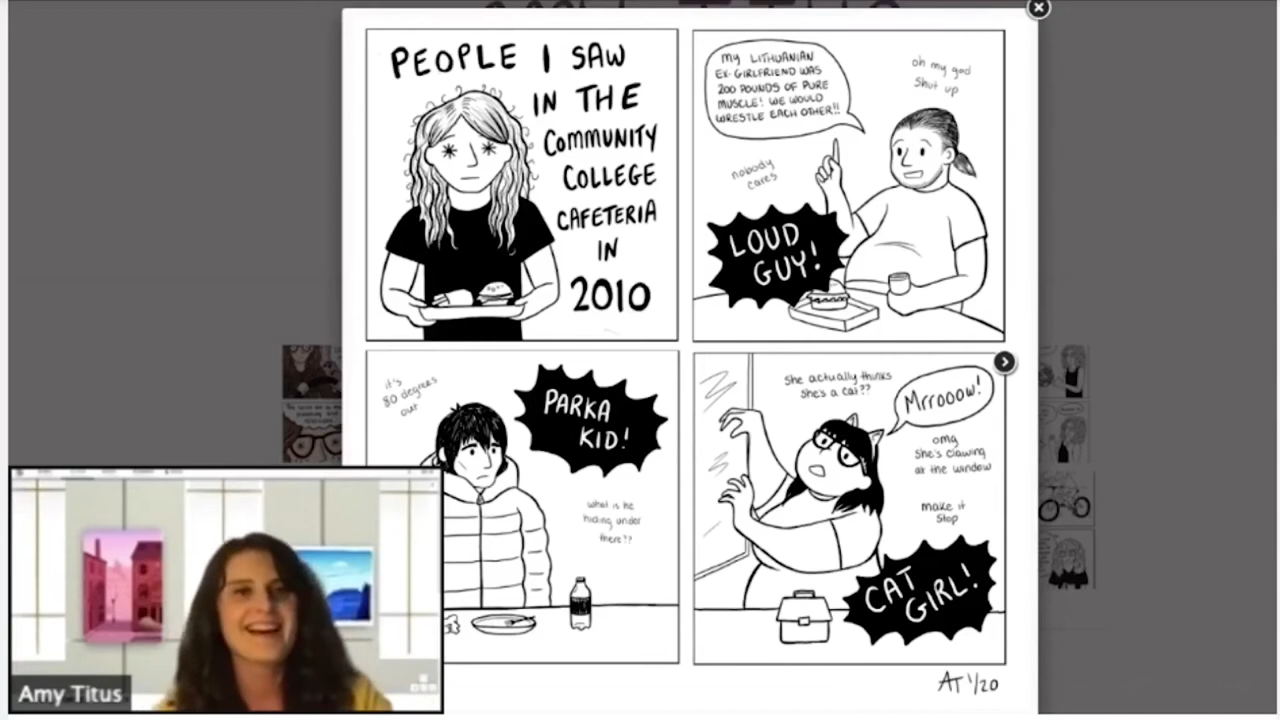 PEOPLE I SAW
IN THE
COMMUNITY
COLLEGE
CAFETERIA
IN
2010
MY LITHUANIAN
EX-GIRLFRIEND WAS
200 POUNDS OF PURE
MUSCLE! WE WOULD
WRESTLE EACH OTHER!!
oh my god
shut up
nobody
cares
LOUD
GUY!
it's
80 degrees
out
PARKA
KID!
what is he
hiding under
there??
she actually thinks
she's a cat??
Mrrooow!
omg
she's clawing
at the window
make it
stop
CAT
GIRL!
AT 1/20
Amy Titus